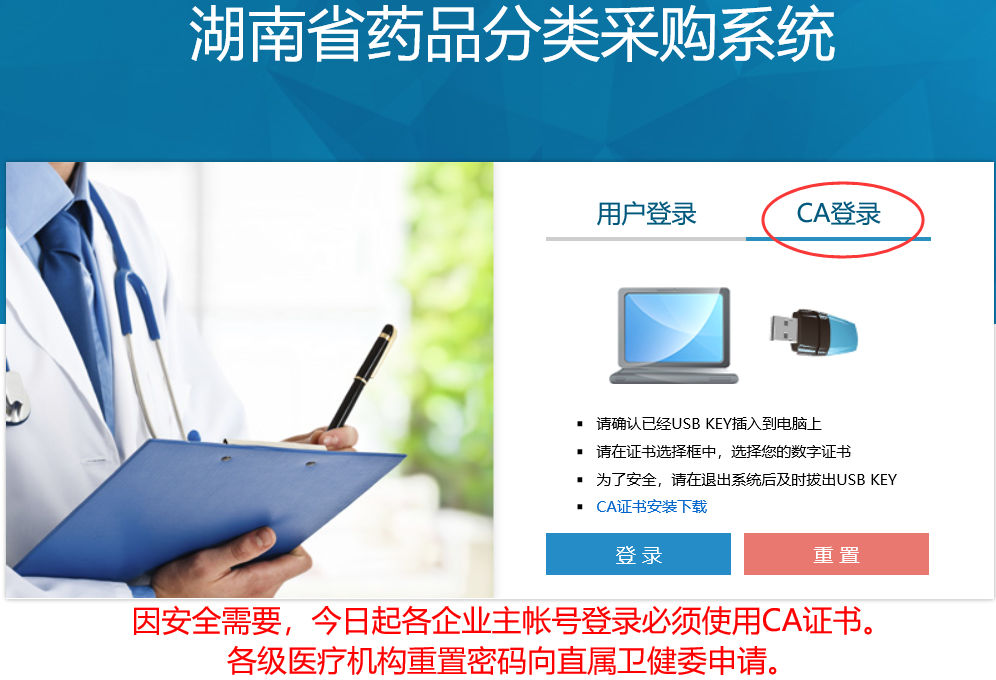 湖南省药品分类采购系统
用户登录
CA登录
请确认已经USB KEY插入到电脑上
请在证书选择框中，选择您的数字证书
为了安全，请在退出系统后及时拔出USB KEY
CA证书安装下载
登 录
重 置
因安全需要，今日起各企业主帐号登录必须使用CA证书。
各级医疗机构重置密码向直属卫健委申请。